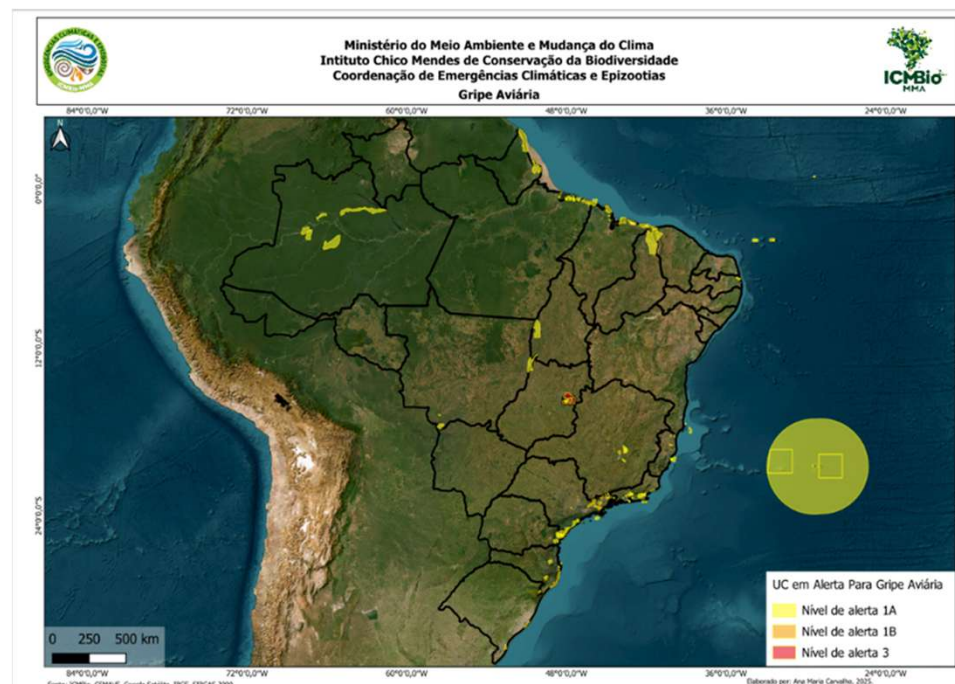 Ministério do Meio Ambiente e Mudança do Clima
Intituto Chico Mendes de Conservação da Biodiversidade
Coordenação de Emergências Climáticas e Epizootias
Gripe Aviária
EMERGÊNCIAS CLIMÁTICAS E EPIZOOTIAS
ICMBio-MMA
ICMBio
MMA
84°0'0,0"O 72°0'0,0"O 60°0'0,0"O 48°0'0,0"O 36°0'0,0"O 24°0'0,0"O
N
0°0'0,0"
12°0'0,0"S
24°0'0,0"S
UC em Alerta Para Gripe Aviária
Nível de alerta 1A
Nível de alerta 1B
Nível de alerta 3
0 250 500 km
84°0'0,0"O 72°0'0,0"O 60°0'0,0"O 48°0'0,0"O 36°0'0,0"O 24°0'0,0"O
Elaborado por: Ana Maria Carvalho, 2025.